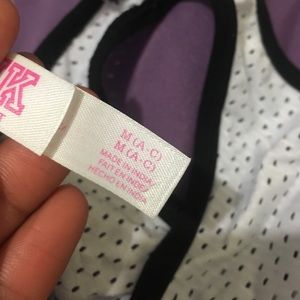 K
M (A-C)
M (A-C)
MADE IN INDIA
FAIT EN INDE
HECHO EN INDIA